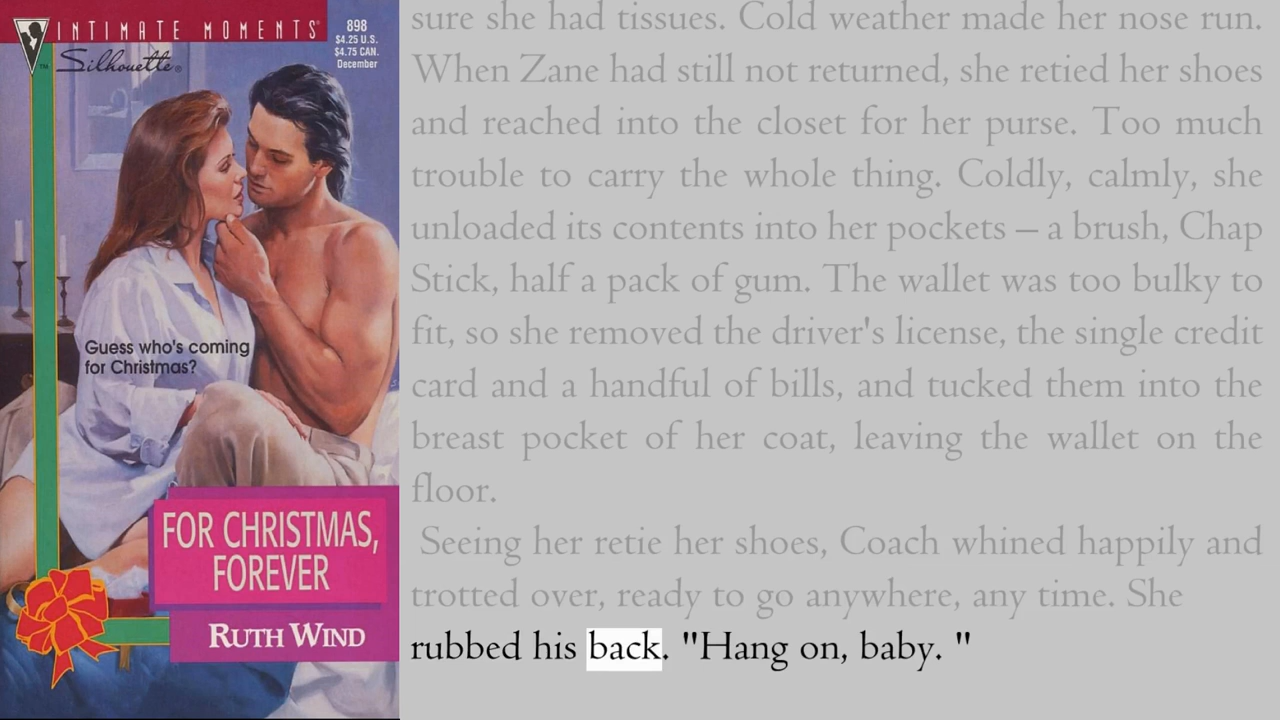 INTIMATE MOMENTS®
898
$4.25 U.S.
$4.75 CAN.
December
Silhouette®
TM
Guess who's coming
for Christmas?
FOR CHRISTMAS,
FOREVER
RUTH WIND
sure she had tissues. Cold weather made her nose run.
When Zane had still not returned, she retied her shoes
and reached into the closet for her purse. Too much
trouble to carry the whole thing. Coldly, calmly, she
unloaded its contents into her pockets – a brush, Chap
Stick, half a pack of gum. The wallet was too bulky to
fit, so she removed the driver's license, the single credit
card and a handful of bills, and tucked them into the
breast pocket of her coat, leaving the wallet on the
floor.
Seeing her retie her shoes, Coach whined happily and
trotted over, ready to go anywhere, any time. She
rubbed his back. "Hang on, baby. "